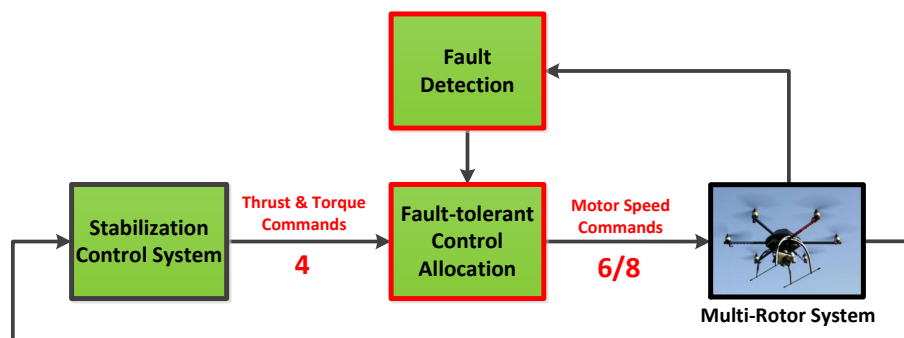 Fault
Detection
Thrust & Torque
Commands
4
Stabilization
Control System
Fault-tolerant
Control
Allocation
Motor Speed
Commands
6/8
Multi-Rotor System